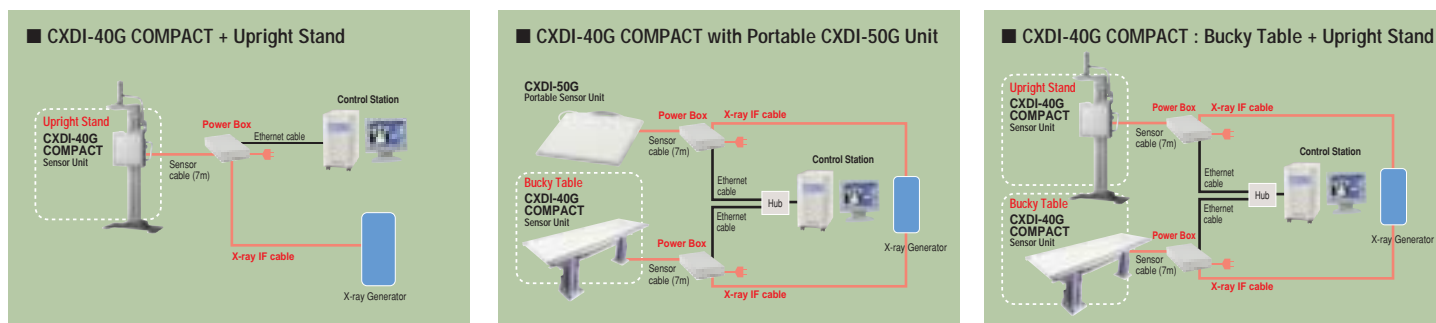 ■ CXDI-40G COMPACT + Upright Stand
Control Station
Upright Stand
CXDI-40G
COMPACT
Sensor Unit
Power Box
Ethernet cable
Sensor
cable (7m)
X-ray IF cable
X-ray Generator
■ CXDI-40G COMPACT with Portable CXDI-50G Unit
CXDI-50G
Portable Sensor Unit
Power Box
X-ray IF cable
Sensor
cable (7m)
Control Station
Ethernet
cable
Bucky Table
CXDI-40G
COMPACT
Sensor Unit
Hub
Ethernet
cable
Power Box
X-ray Generator
Sensor
cable (7m)
X-ray IF cable
■ CXDI-40G COMPACT : Bucky Table + Upright Stand
Upright Stand
CXDI-40G
COMPACT
Sensor Unit
Power Box
X-ray IF cable
Sensor
cable (7m)
Control Station
Ethernet
cable
Hub
Bucky Table
CXDI-40G
COMPACT
Sensor Unit
Ethernet
cable
Power Box
X-ray Generator
Sensor
cable (7m)
X-ray IF cable